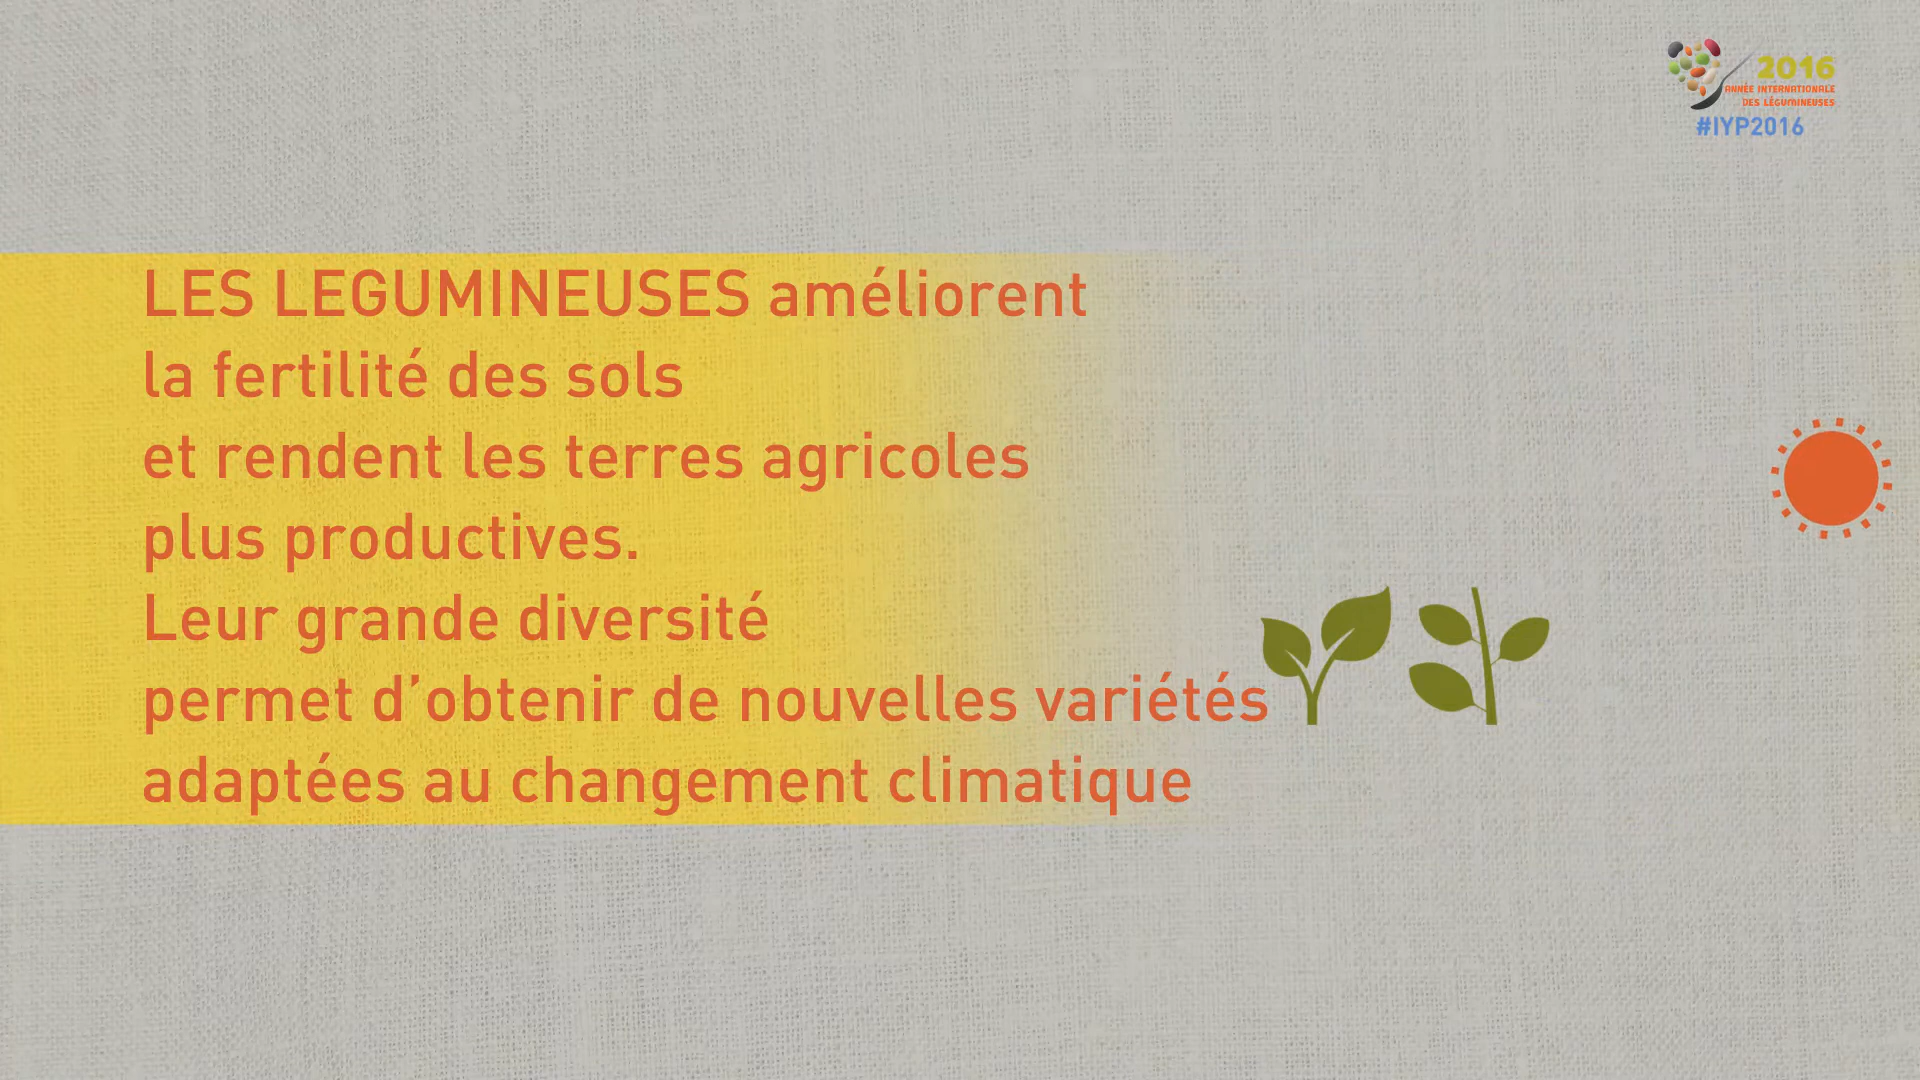 2016
ANNÉE INTERNATIONALE
DES LÉGUMINEUSES
#IYP2016
LES LEGUMINEUSES améliorent
la fertilité des sols
et rendent les terres agricoles
plus productives.
Leur grande diversité
permet d’obtenir de nouvelles variétés
adaptées au changement climatique